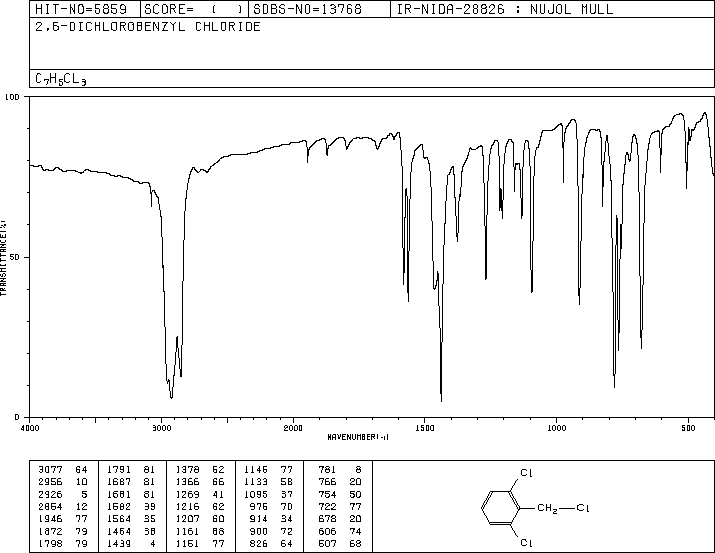 HIT-NO=5859 SCORE= ( ) SDBS-NO=13768 IR-NIDA-28826 : NUJOL MULL
2,6-DICHLOROBENZYL CHLORIDE
C7H5CL3
100
50
0
TRANSMITTANCE(%)
4000 3000 2000 1500 1000 500
WAVENUMBER(-1)
3077 64 1791 81 1378 52 1146 77 781 8
2956 10 1687 81 1366 66 1133 58 766 20
2926 5 1681 81 1269 41 1095 37 754 50
2854 12 1582 39 1216 62 976 70 722 77
1946 77 1564 35 1207 60 914 34 678 20
1872 79 1454 38 1161 88 900 72 606 74
1798 79 1439 4 1151 77 826 64 507 68
Cl
CH2 Cl
Cl